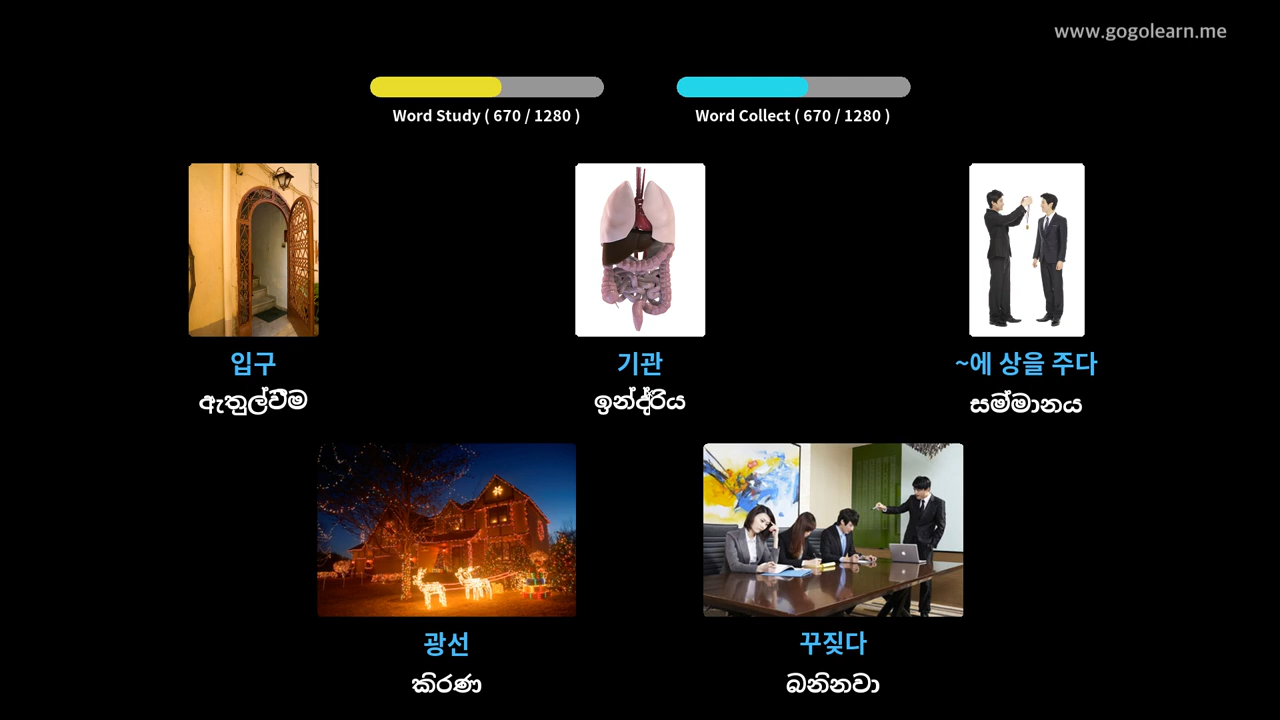 www.gogolearn.me
Word Study ( 670 / 1280 )
Word Collect ( 670 / 1280 )
입구
ඇතුල්වීම
기관
ඉන්ද්‍රිය
~에 상을 주다
සම්මානය
광선
කිරණ
꾸짖다
බනිනවා